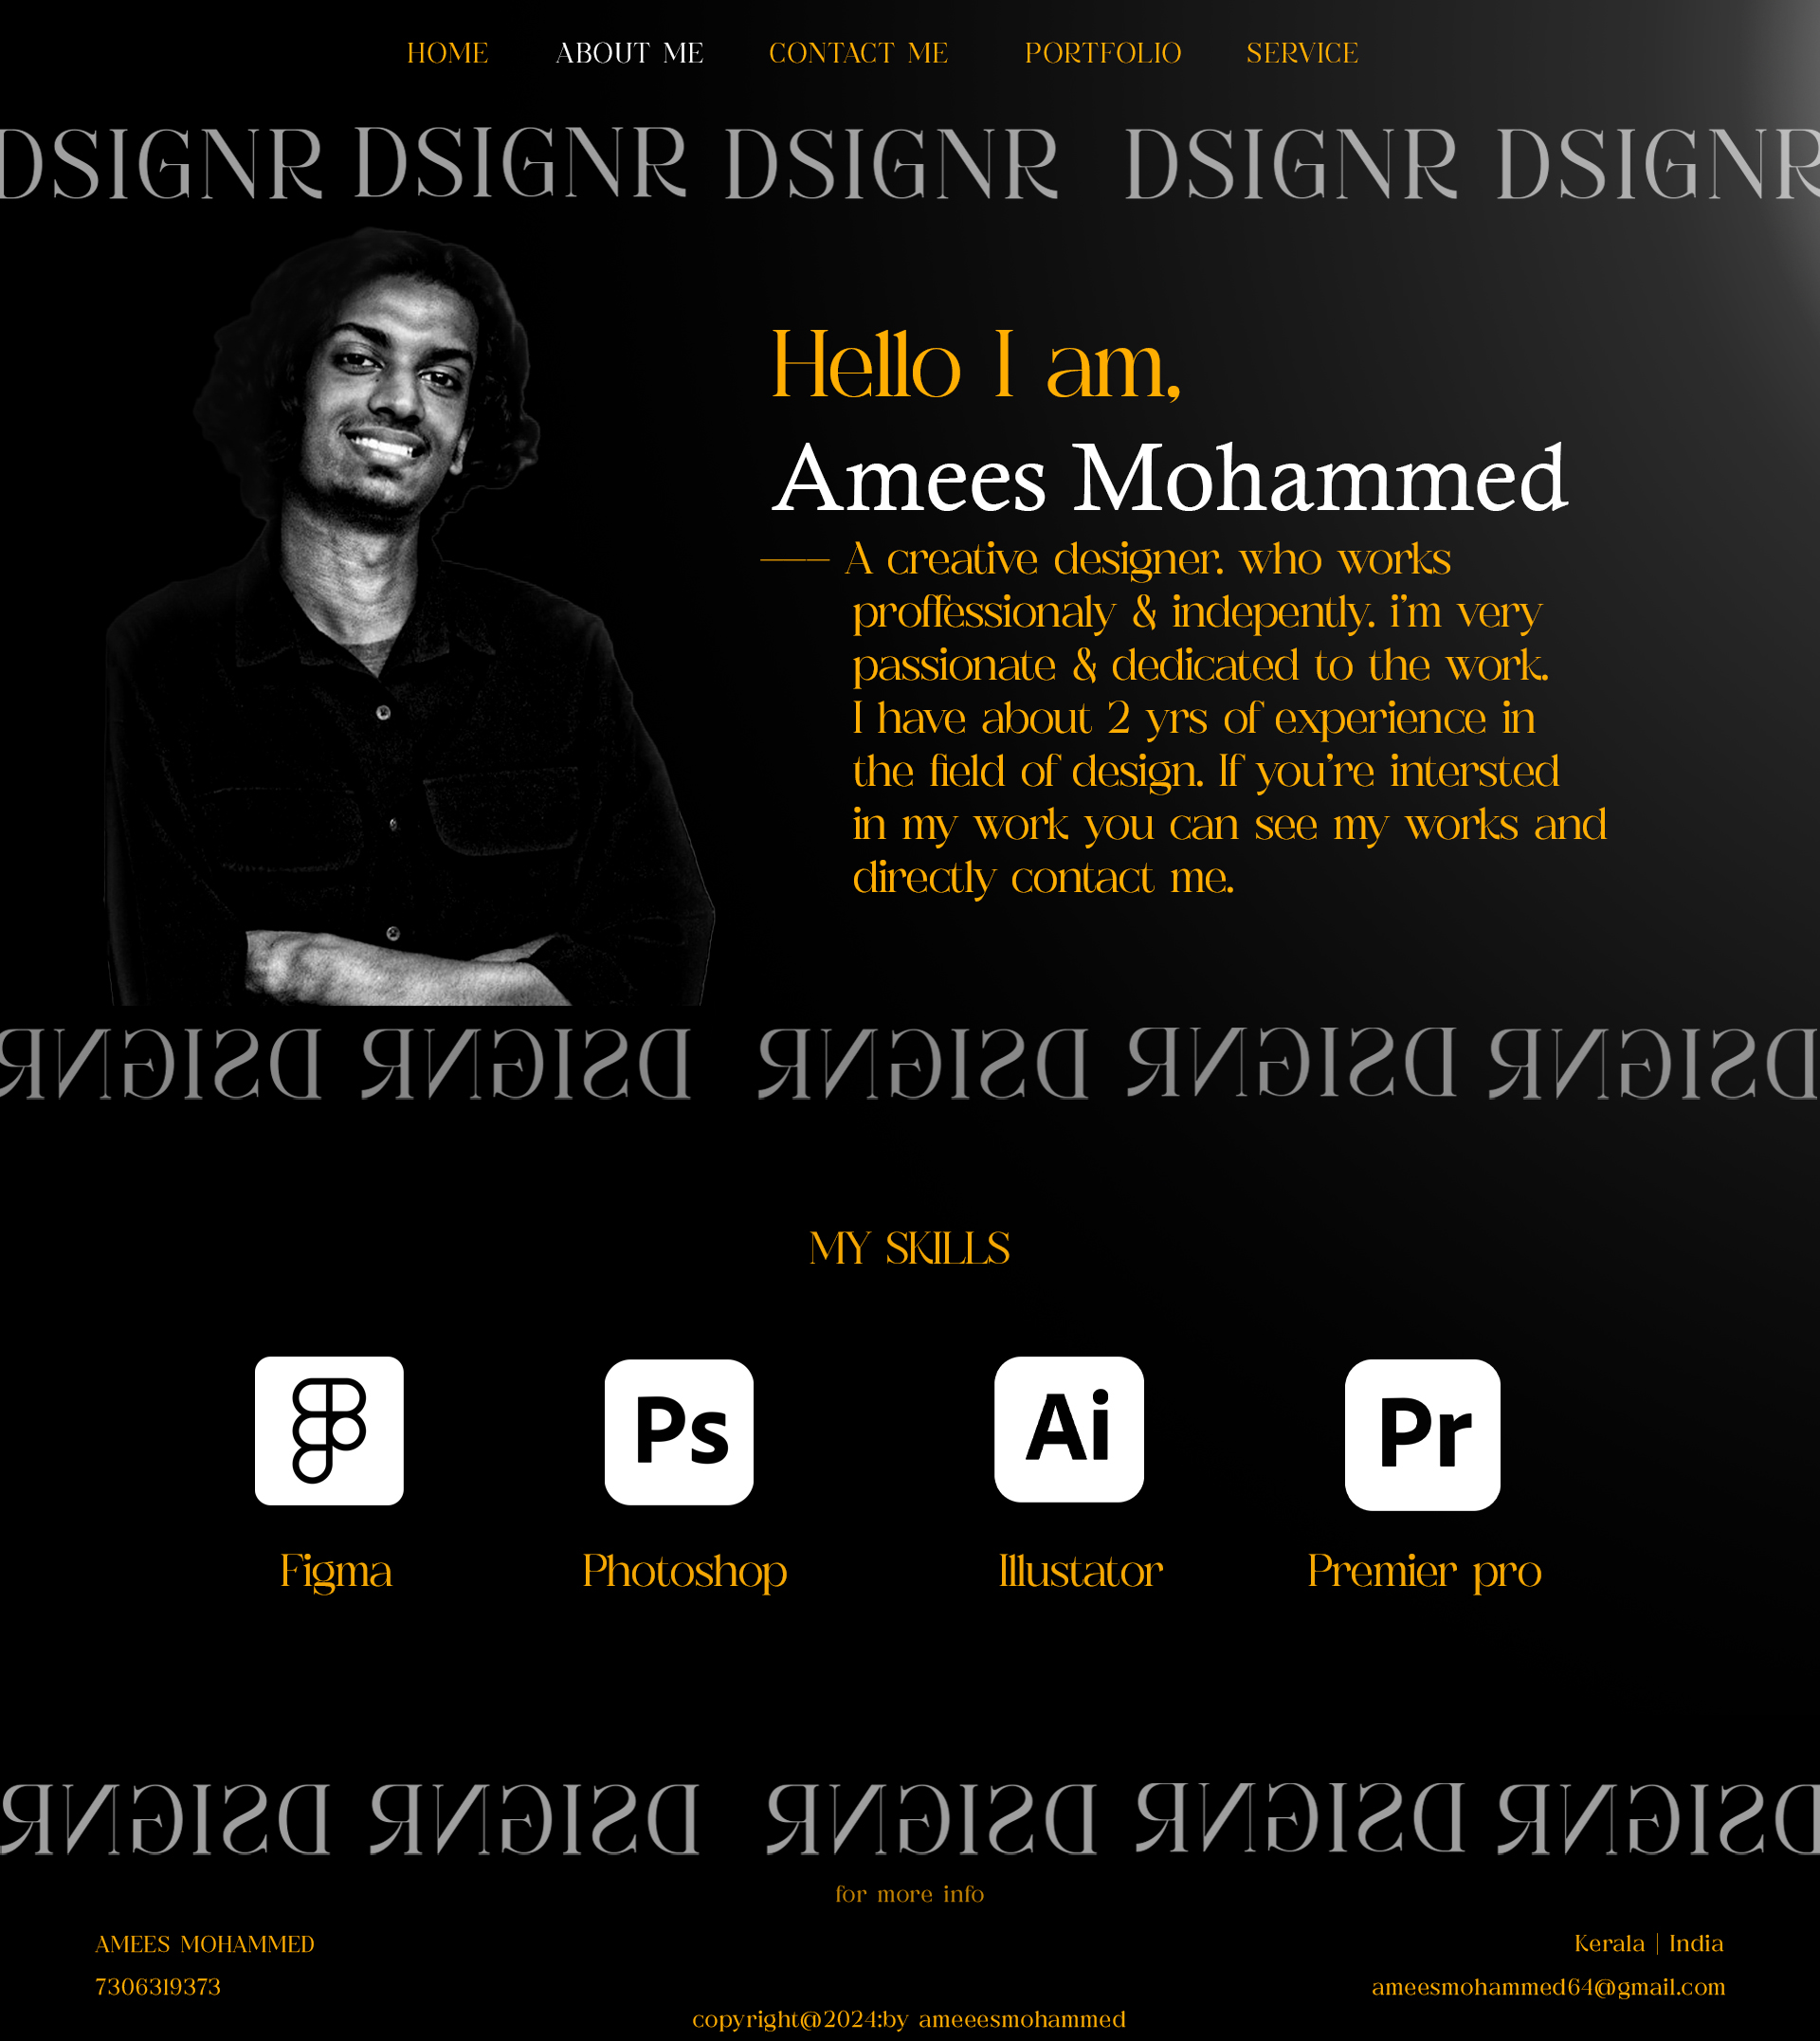 HOME ABOUT ME CONTACT ME PORTFOLIO SERVICE
DSIGNR DSIGNR DSIGNR DSIGNR DSIGNR
Hello I am,
Amees Mohammed
A creative designer. who works
proffessionaly & indepently. i'm very
passionate & dedicated to the work.
I have about 2 yrs of experience in
the field of design. If you're intersted
in my work you can see my works and
directly contact me.
DSIGNR DSIGNR DSIGNR DSIGNR DSIGNR
MY SKILLS
Ps Ai Pr
Figma Photoshop Illustator Premier pro
DSIGNR DSIGNR DSIGNR DSIGNR DSIGNR
for more info
AMEES MOHAMMED
Kerala | India
7306319373
ameesmohammed64@gmail.com
copyright@2024:by ameeesmohammed